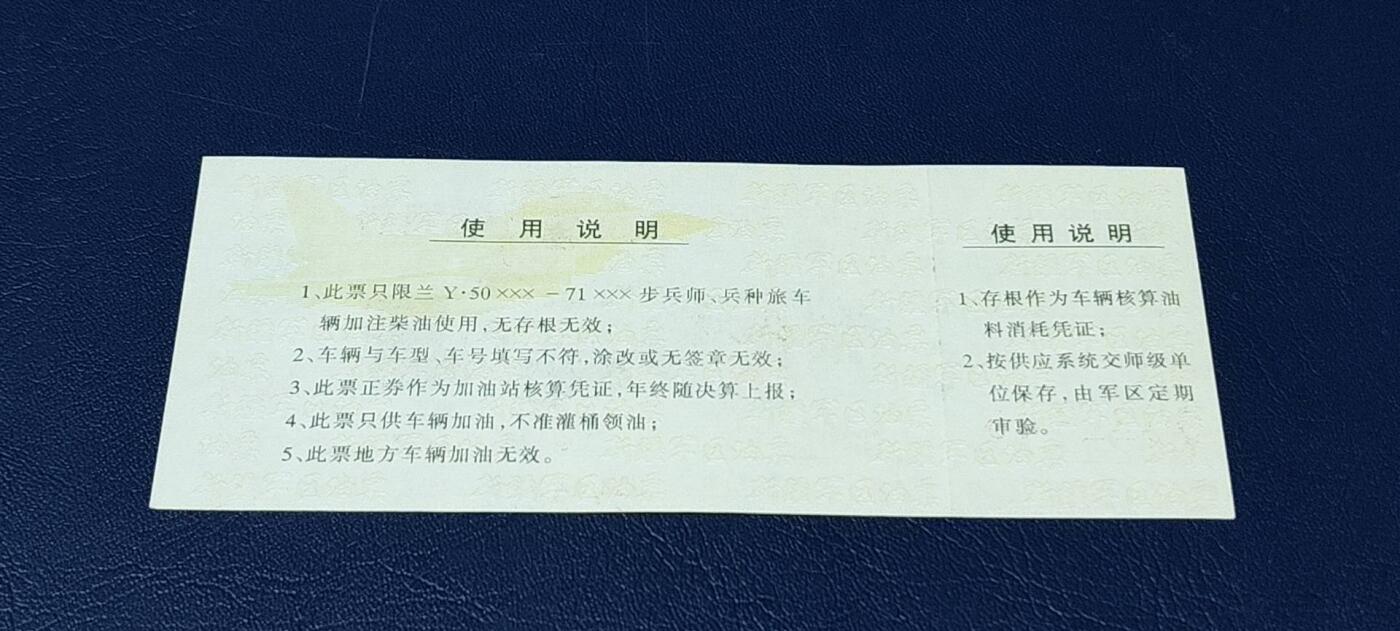 使用说明
1、此票只限兰 Y·50×××－71×××步兵师、兵种旅车
辆加注柴油使用,无存根无效；
2、车辆与车型、车号填写不符,涂改或无签章无效；
3、此票正券作为加油站核算凭证,年终随决算上报；
4、此票只供车辆加油,不准灌桶领油；
5、此票地方车辆加油无效。
使用说明
1、存根作为车辆核算油
料消耗凭证；
2、按供应系统交师级单
位保存,由军区定期
审验。